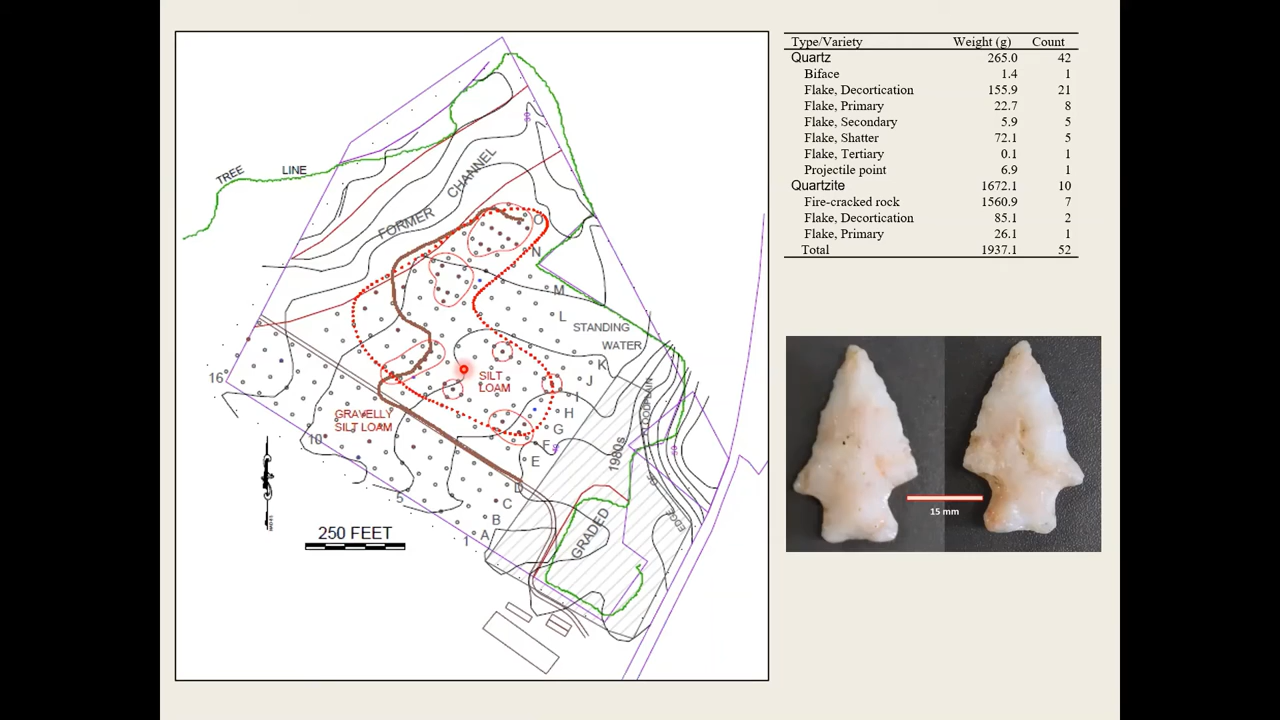 TREE LINE
FORMER CHANNEL
50
O
N
M
L
STANDING
WATER
K
J
I
H
G
F
E
D
C
B
A
1
5
10
16
SILT
LOAM
GRAVELLY
SILT LOAM
50
50
1980s
GRADED
FLOODPLAIN
OF
EDGE
250 FEET
Type/Variety Weight (g) Count
Quartz 265.0 42
Biface 1.4 1
Flake, Decortication 155.9 21
Flake, Primary 22.7 8
Flake, Secondary 5.9 5
Flake, Shatter 72.1 5
Flake, Tertiary 0.1 1
Projectile point 6.9 1
Quartzite 1672.1 10
Fire-cracked rock 1560.9 7
Flake, Decortication 85.1 2
Flake, Primary 26.1 1
Total 1937.1 52
15 mm